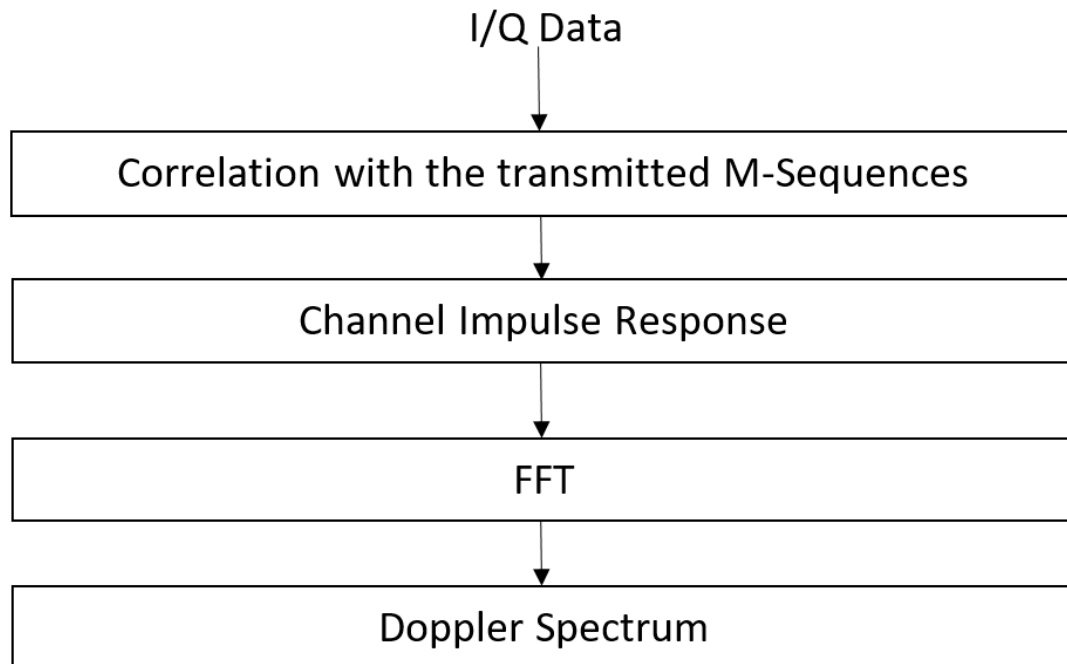 I/Q Data
Correlation with the transmitted M-Sequences
Channel Impulse Response
FFT
Doppler Spectrum